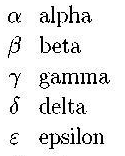 α alpha
β beta
γ gamma
δ delta
ε epsilon